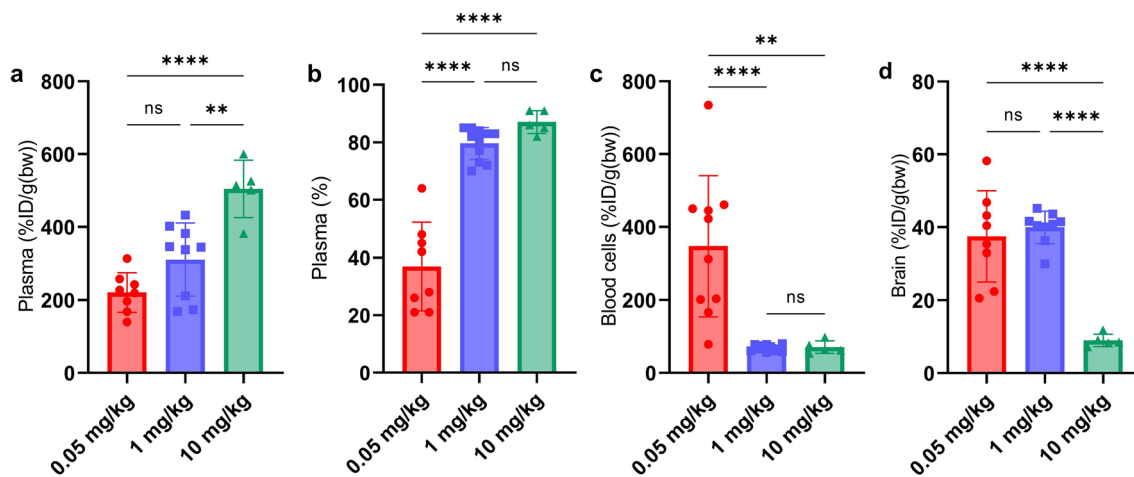 a
****
ns
**
Plasma (%ID/g(bw))
800
600
400
200
0
0.05 mg/kg
1 mg/kg
10 mg/kg
b
****
****
ns
Plasma (%)
100
80
60
40
20
0
0.05 mg/kg
1 mg/kg
10 mg/kg
c
**
****
ns
Blood cells (%ID/g(bw))
800
600
400
200
0
0.05 mg/kg
1 mg/kg
10 mg/kg
d
****
ns
****
Brain (%ID/g(bw))
80
60
40
20
0
0.05 mg/kg
1 mg/kg
10 mg/kg